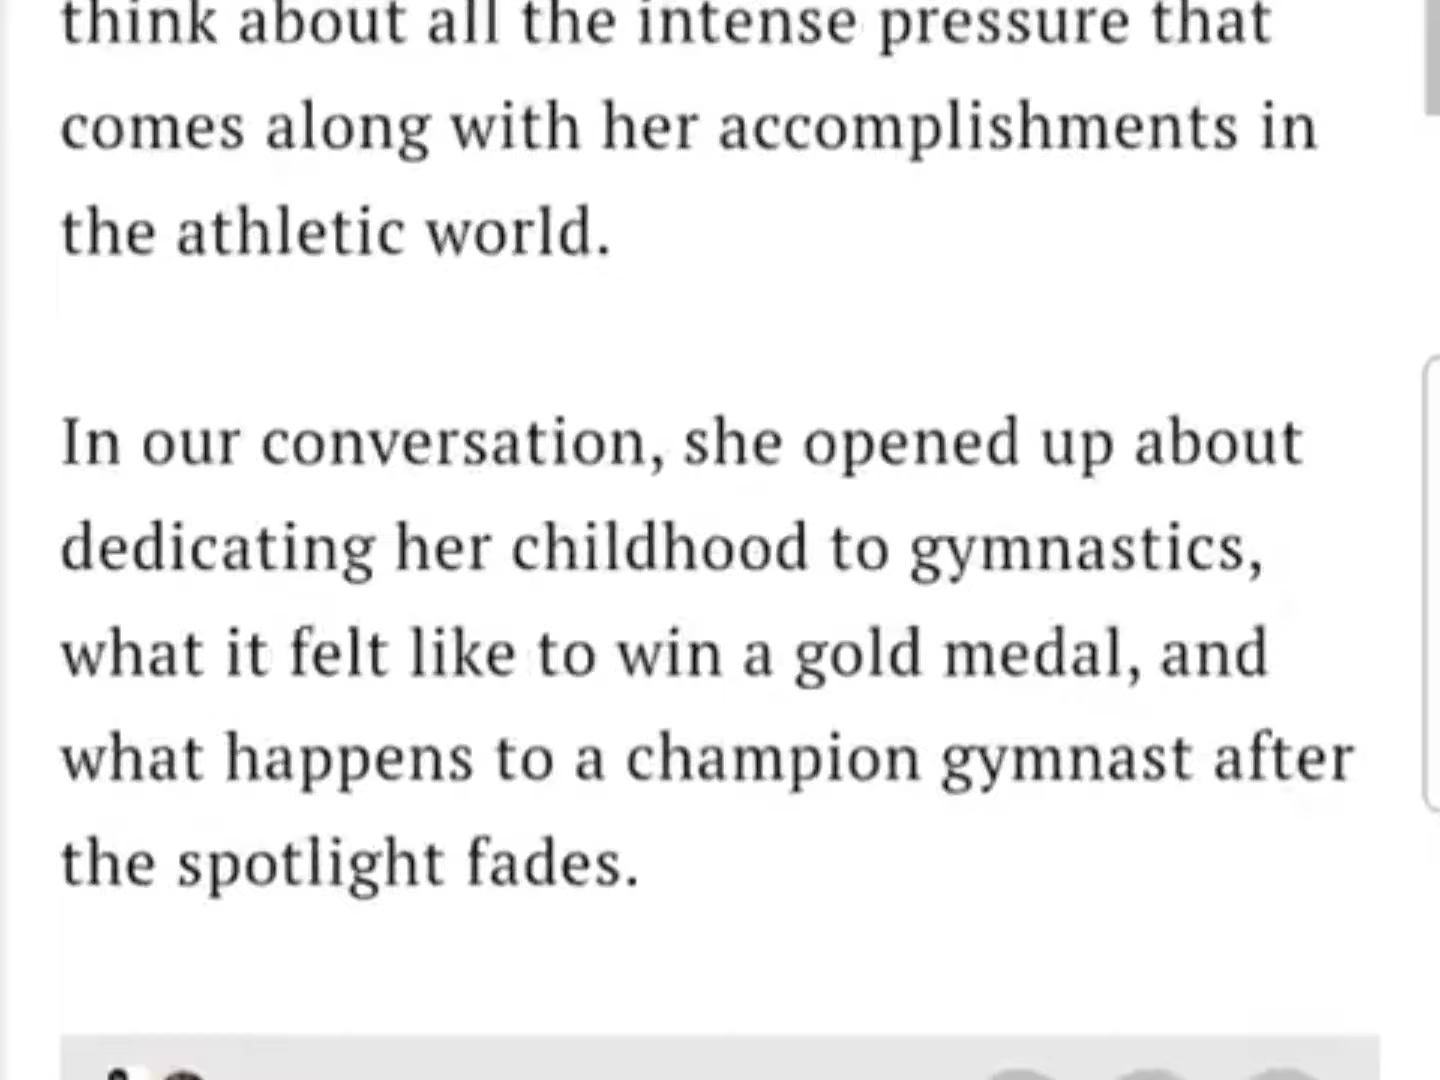 think about all the intense pressure that
comes along with her accomplishments in
the athletic world.
In our conversation, she opened up about
dedicating her childhood to gymnastics,
what it felt like to win a gold medal, and
what happens to a champion gymnast after
the spotlight fades.